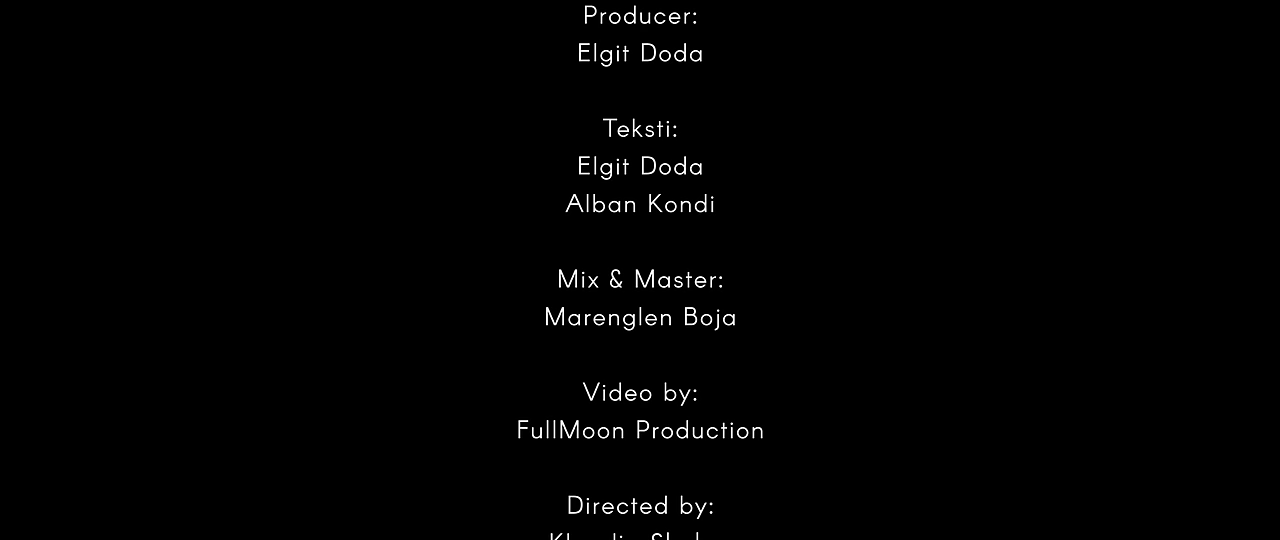 Producer:
Elgit Doda
Teksti:
Elgit Doda
Alban Kondi
Mix & Master:
Marenglen Boja
Video by:
FullMoon Production
Directed by: